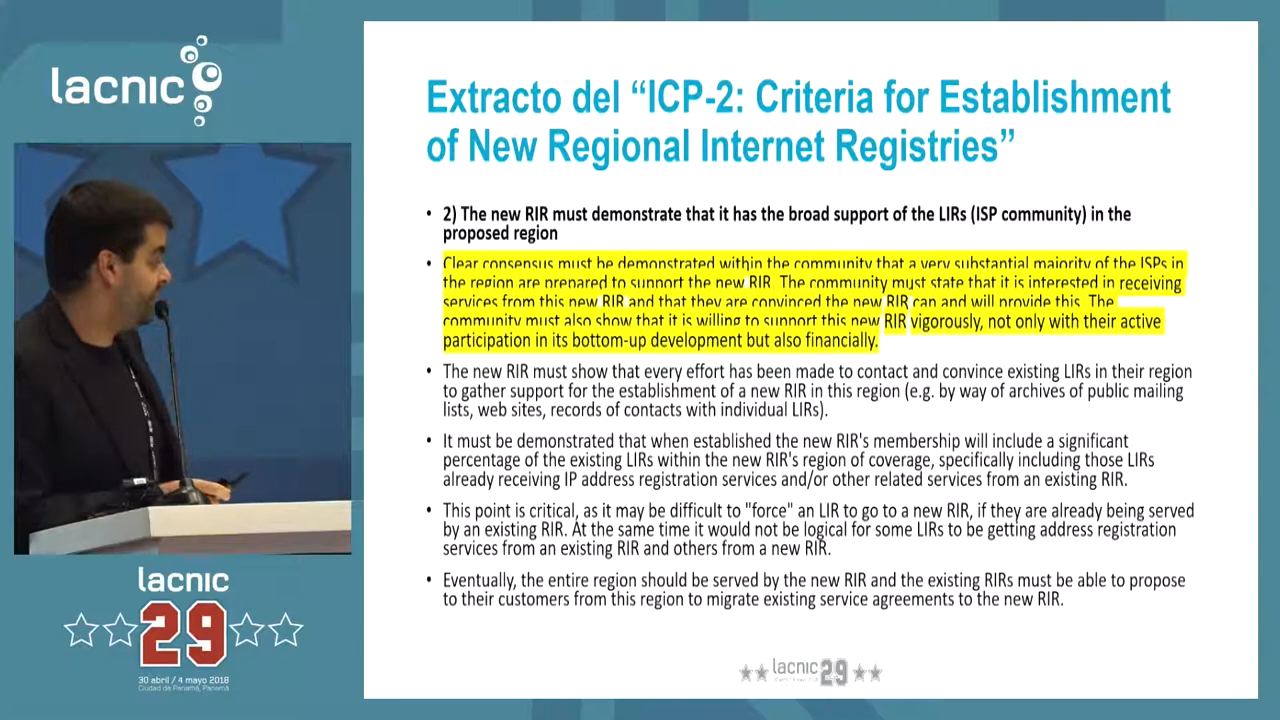 lacnic
Extracto del “ICP-2: Criteria for Establishment
of New Regional Internet Registries”
• 2) The new RIR must demonstrate that it has the broad support of the LIRs (ISP community) in the
proposed region
• Clear consensus must be demonstrated within the community that a very substantial majority of the ISPs in
the region are prepared to support the new RIR. The community must state that it is interested in receiving
services from this new RIR and that they are convinced the new RIR can and will provide this. The
community must also show that it is willing to support this new RIR vigorously, not only with their active
participation in its bottom-up development but also financially.
• The new RIR must show that every effort has been made to contact and convince existing LIRs in their region
to gather support for the establishment of a new RIR in this region (e.g. by way of archives of public mailing
lists, web sites, records of contacts with individual LIRs).
• It must be demonstrated that when established the new RIR's membership will include a significant
percentage of the existing LIRs within the new RIR's region of coverage, specifically including those LIRs
already receiving IP address registration services and/or other related services from an existing RIR.
• This point is critical, as it may be difficult to "force" an LIR to go to a new RIR, if they are already being served
by an existing RIR. At the same time it would not be logical for some LIRs to be getting address registration
services from an existing RIR and others from a new RIR.
• Eventually, the entire region should be served by the new RIR and the existing RIRs must be able to propose
to their customers from this region to migrate existing service agreements to the new RIR.
lacnic
29
30 abril / 4 mayo 2018
Ciudad de Panamá, Panamá
lacnic 29